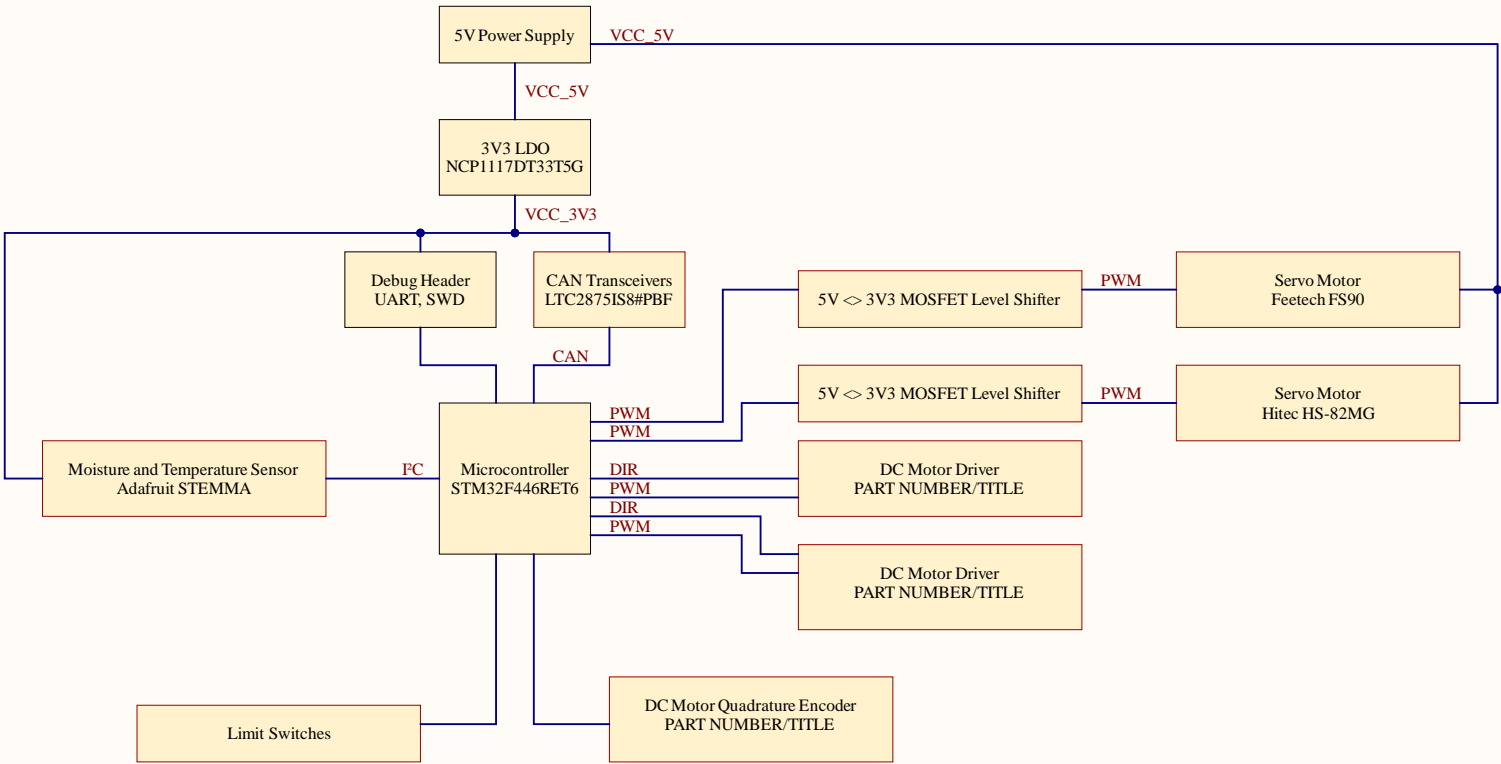 5V Power Supply
VCC_5V
VCC_5V
3V3 LDO
NCP1117DT33T5G
VCC_3V3
Debug Header
UART, SWD
CAN Transceivers
LTC2875IS8#PBF
CAN
5V <> 3V3 MOSFET Level Shifter
PWM
Servo Motor
Feetech FS90
5V <> 3V3 MOSFET Level Shifter
PWM
Servo Motor
Hitec HS-82MG
Moisture and Temperature Sensor
Adafruit STEMMA
I²C
Microcontroller
STM32F446RET6
PWM
PWM
DIR
PWM
DIR
PWM
DC Motor Driver
PART NUMBER/TITLE
DC Motor Driver
PART NUMBER/TITLE
Limit Switches
DC Motor Quadrature Encoder
PART NUMBER/TITLE